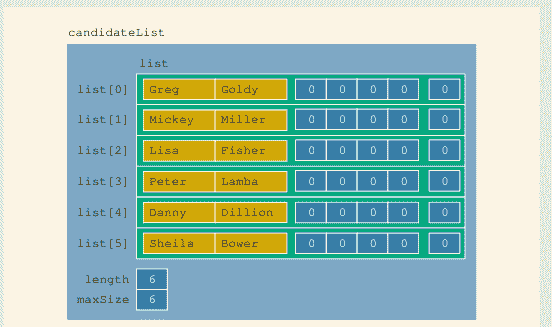 candidateList
list
list[0] Greg Goldy 0 0 0 0 0
list[1] Mickey Miller 0 0 0 0 0
list[2] Lisa Fisher 0 0 0 0 0
list[3] Peter Lamba 0 0 0 0 0
list[4] Danny Dillion 0 0 0 0 0
list[5] Sheila Bower 0 0 0 0 0
length 6
maxSize 6